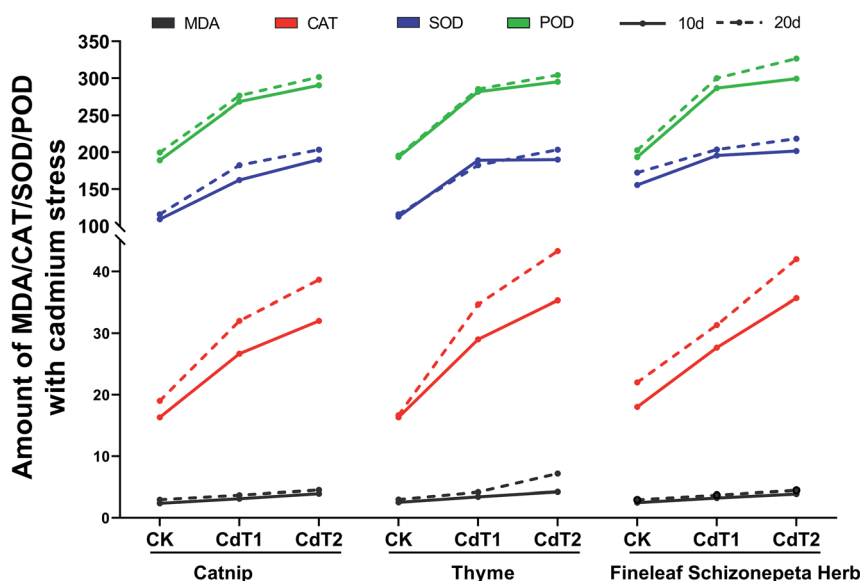 MDA CAT SOD POD 10d 20d
Amount of MDA/CAT/SOD/POD
with cadmium stress
350
300
250
200
150
100
40
30
20
10
0
CK CdT1 CdT2 CK CdT1 CdT2 CK CdT1 CdT2
Catnip Thyme Fineleaf Schizonepeta Herb